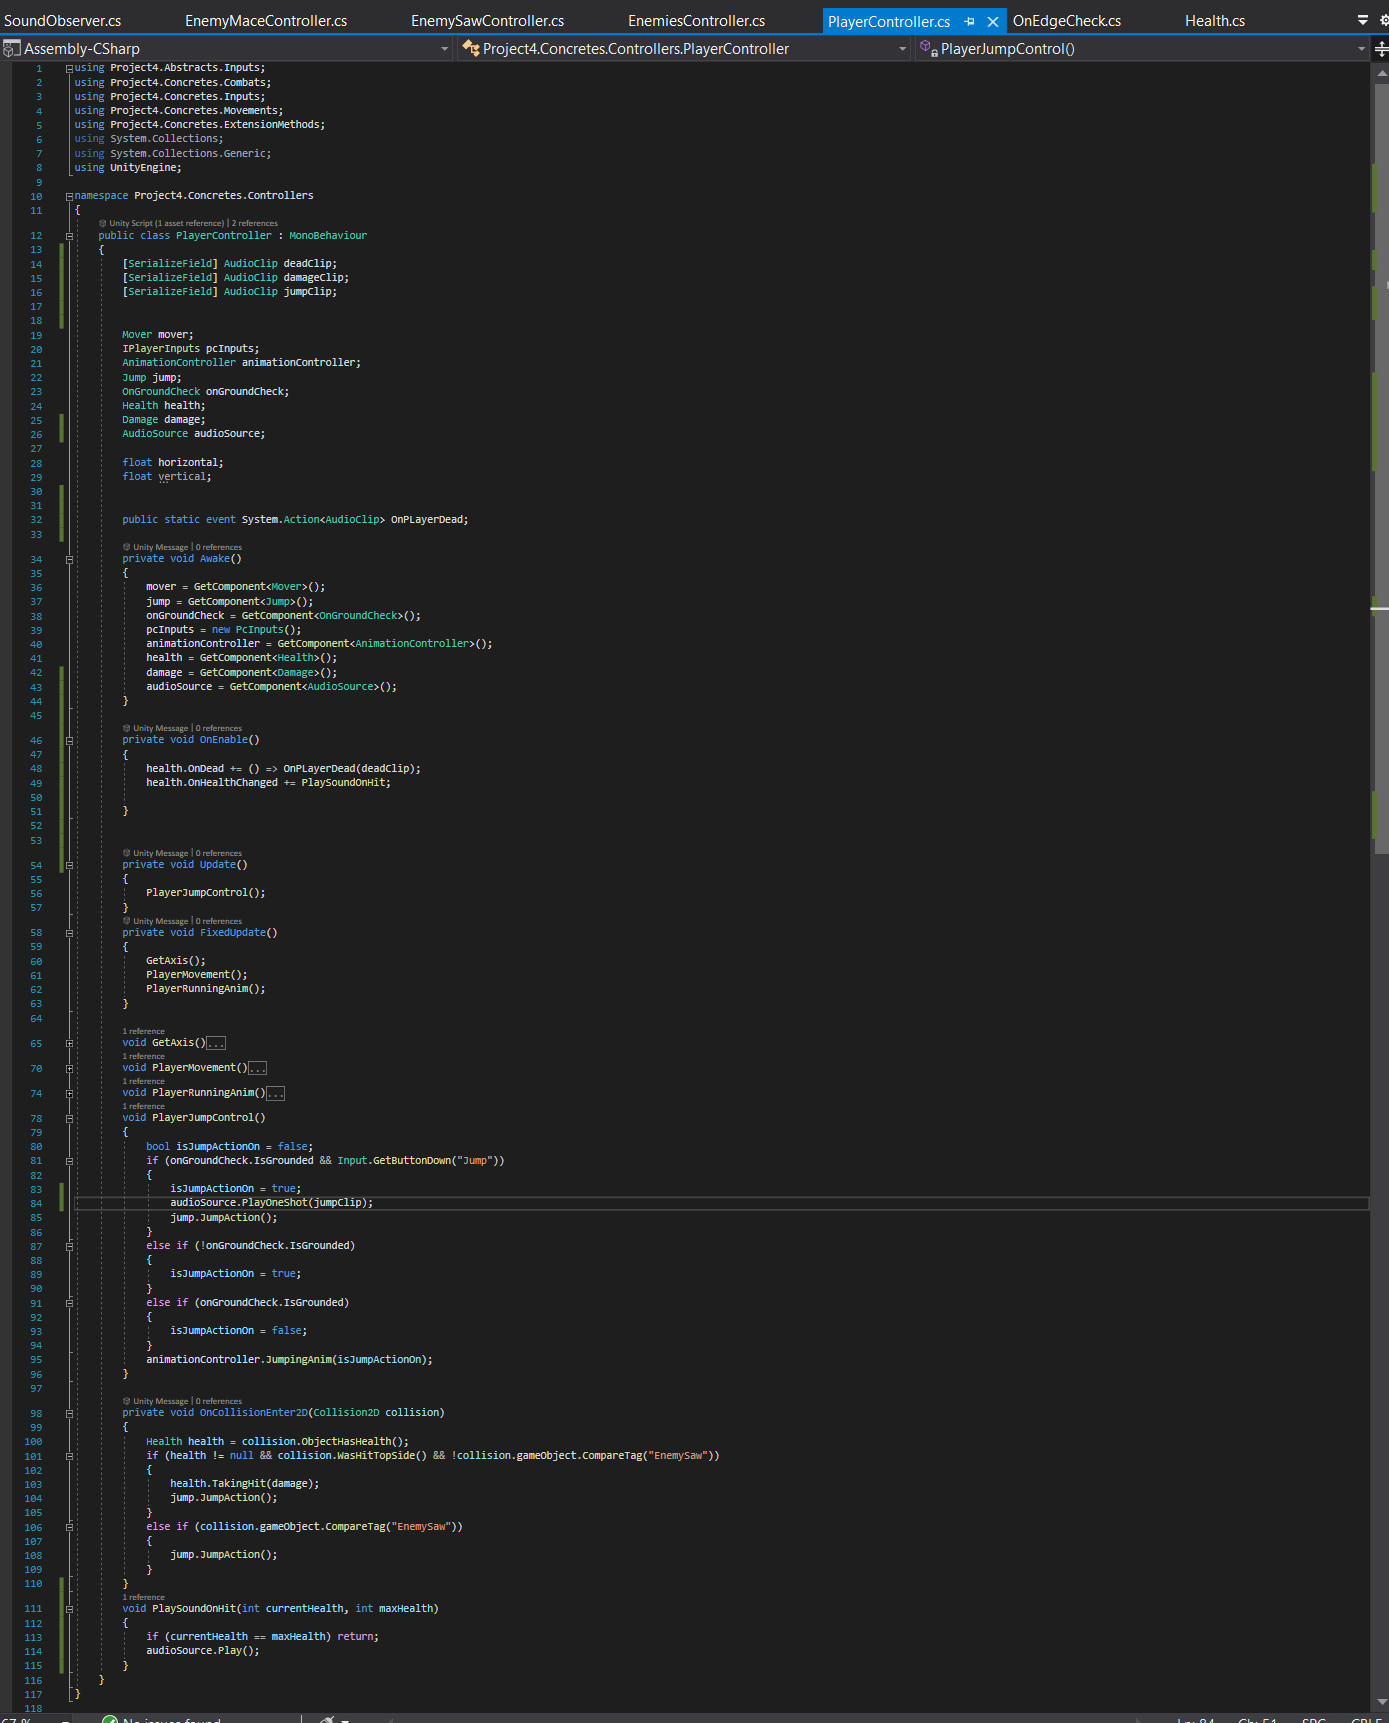 SoundObserver.cs EnemyMaceController.cs EnemySawController.cs EnemiesController.cs PlayerController.cs OnEdgeCheck.cs Health.cs
Assembly-CSharp Project4.Concretes.Controllers.PlayerController PlayerJumpControl()
1 using Project4.Abstracts.Inputs;
2 using Project4.Concretes.Combats;
3 using Project4.Concretes.Inputs;
4 using Project4.Concretes.Movements;
5 using Project4.Concretes.ExtensionMethods;
6 using System.Collections;
7 using System.Collections.Generic;
8 using UnityEngine;
9
10 namespace Project4.Concretes.Controllers
11 {
Unity Script (1 asset reference) | 2 references
12 public class PlayerController : MonoBehaviour
13 {
14 [SerializeField] AudioClip deadClip;
15 [SerializeField] AudioClip damageClip;
16 [SerializeField] AudioClip jumpClip;
17
18
19 Mover mover;
20 IPlayerInputs pcInputs;
21 AnimationController animationController;
22 Jump jump;
23 OnGroundCheck onGroundCheck;
24 Health health;
25 Damage damage;
26 AudioSource audioSource;
27
28 float horizontal;
29 float vertical;
30
31
32 public static event System.Action<AudioClip> OnPLayerDead;
33
Unity Message | 0 references
34 private void Awake()
35 {
36 mover = GetComponent<Mover>();
37 jump = GetComponent<Jump>();
38 onGroundCheck = GetComponent<OnGroundCheck>();
39 pcInputs = new PcInputs();
40 animationController = GetComponent<AnimationController>();
41 health = GetComponent<Health>();
42 damage = GetComponent<Damage>();
43 audioSource = GetComponent<AudioSource>();
44 }
45
Unity Message | 0 references
46 private void OnEnable()
47 {
48 health.OnDead += () => OnPLayerDead(deadClip);
49 health.OnHealthChanged += PlaySoundOnHit;
50
51 }
52
53
Unity Message | 0 references
54 private void Update()
55 {
56 PlayerJumpControl();
57 }
Unity Message | 0 references
58 private void FixedUpdate()
59 {
60 GetAxis();
61 PlayerMovement();
62 PlayerRunningAnim();
63 }
64
1 reference
65 void GetAxis()...
1 reference
70 void PlayerMovement()...
1 reference
74 void PlayerRunningAnim()...
1 reference
78 void PlayerJumpControl()
79 {
80 bool isJumpActionOn = false;
81 if (onGroundCheck.IsGrounded && Input.GetButtonDown("Jump"))
82 {
83 isJumpActionOn = true;
84 audioSource.PlayOneShot(jumpClip);
85 jump.JumpAction();
86 }
87 else if (!onGroundCheck.IsGrounded)
88 {
89 isJumpActionOn = true;
90 }
91 else if (onGroundCheck.IsGrounded)
92 {
93 isJumpActionOn = false;
94 }
95 animationController.JumpingAnim(isJumpActionOn);
96 }
97
Unity Message | 0 references
98 private void OnCollisionEnter2D(Collision2D collision)
99 {
100 Health health = collision.ObjectHasHealth();
101 if (health != null && collision.WasHitTopSide() && !collision.gameObject.CompareTag("EnemySaw"))
102 {
103 health.TakingHit(damage);
104 jump.JumpAction();
105 }
106 else if (collision.gameObject.CompareTag("EnemySaw"))
107 {
108 jump.JumpAction();
109 }
110 }
1 reference
111 void PlaySoundOnHit(int currentHealth, int maxHealth)
112 {
113 if (currentHealth == maxHealth) return;
114 audioSource.Play();
115 }
116 }
117 }
118
67 % No issues found Ln: 84 Ch: 51 SPC CRLF